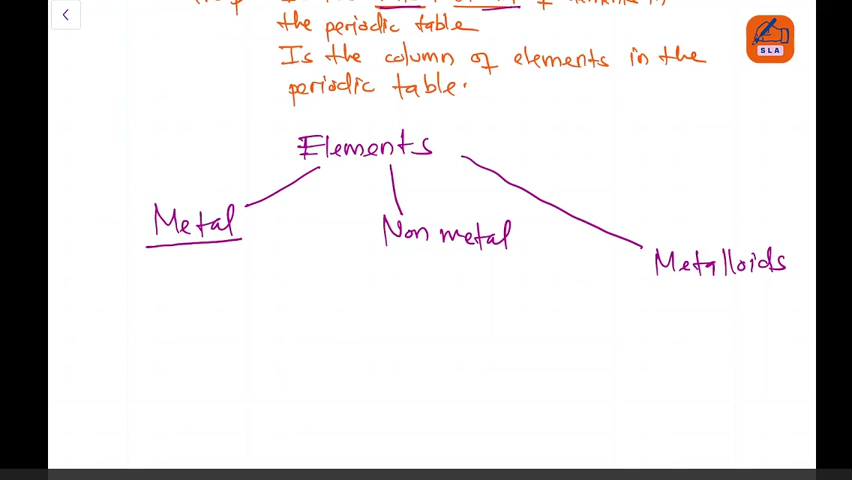 the periodic table
SLA
Is the column of elements in the
periodic table.
Elements
Metal
Non metal
Metalloids